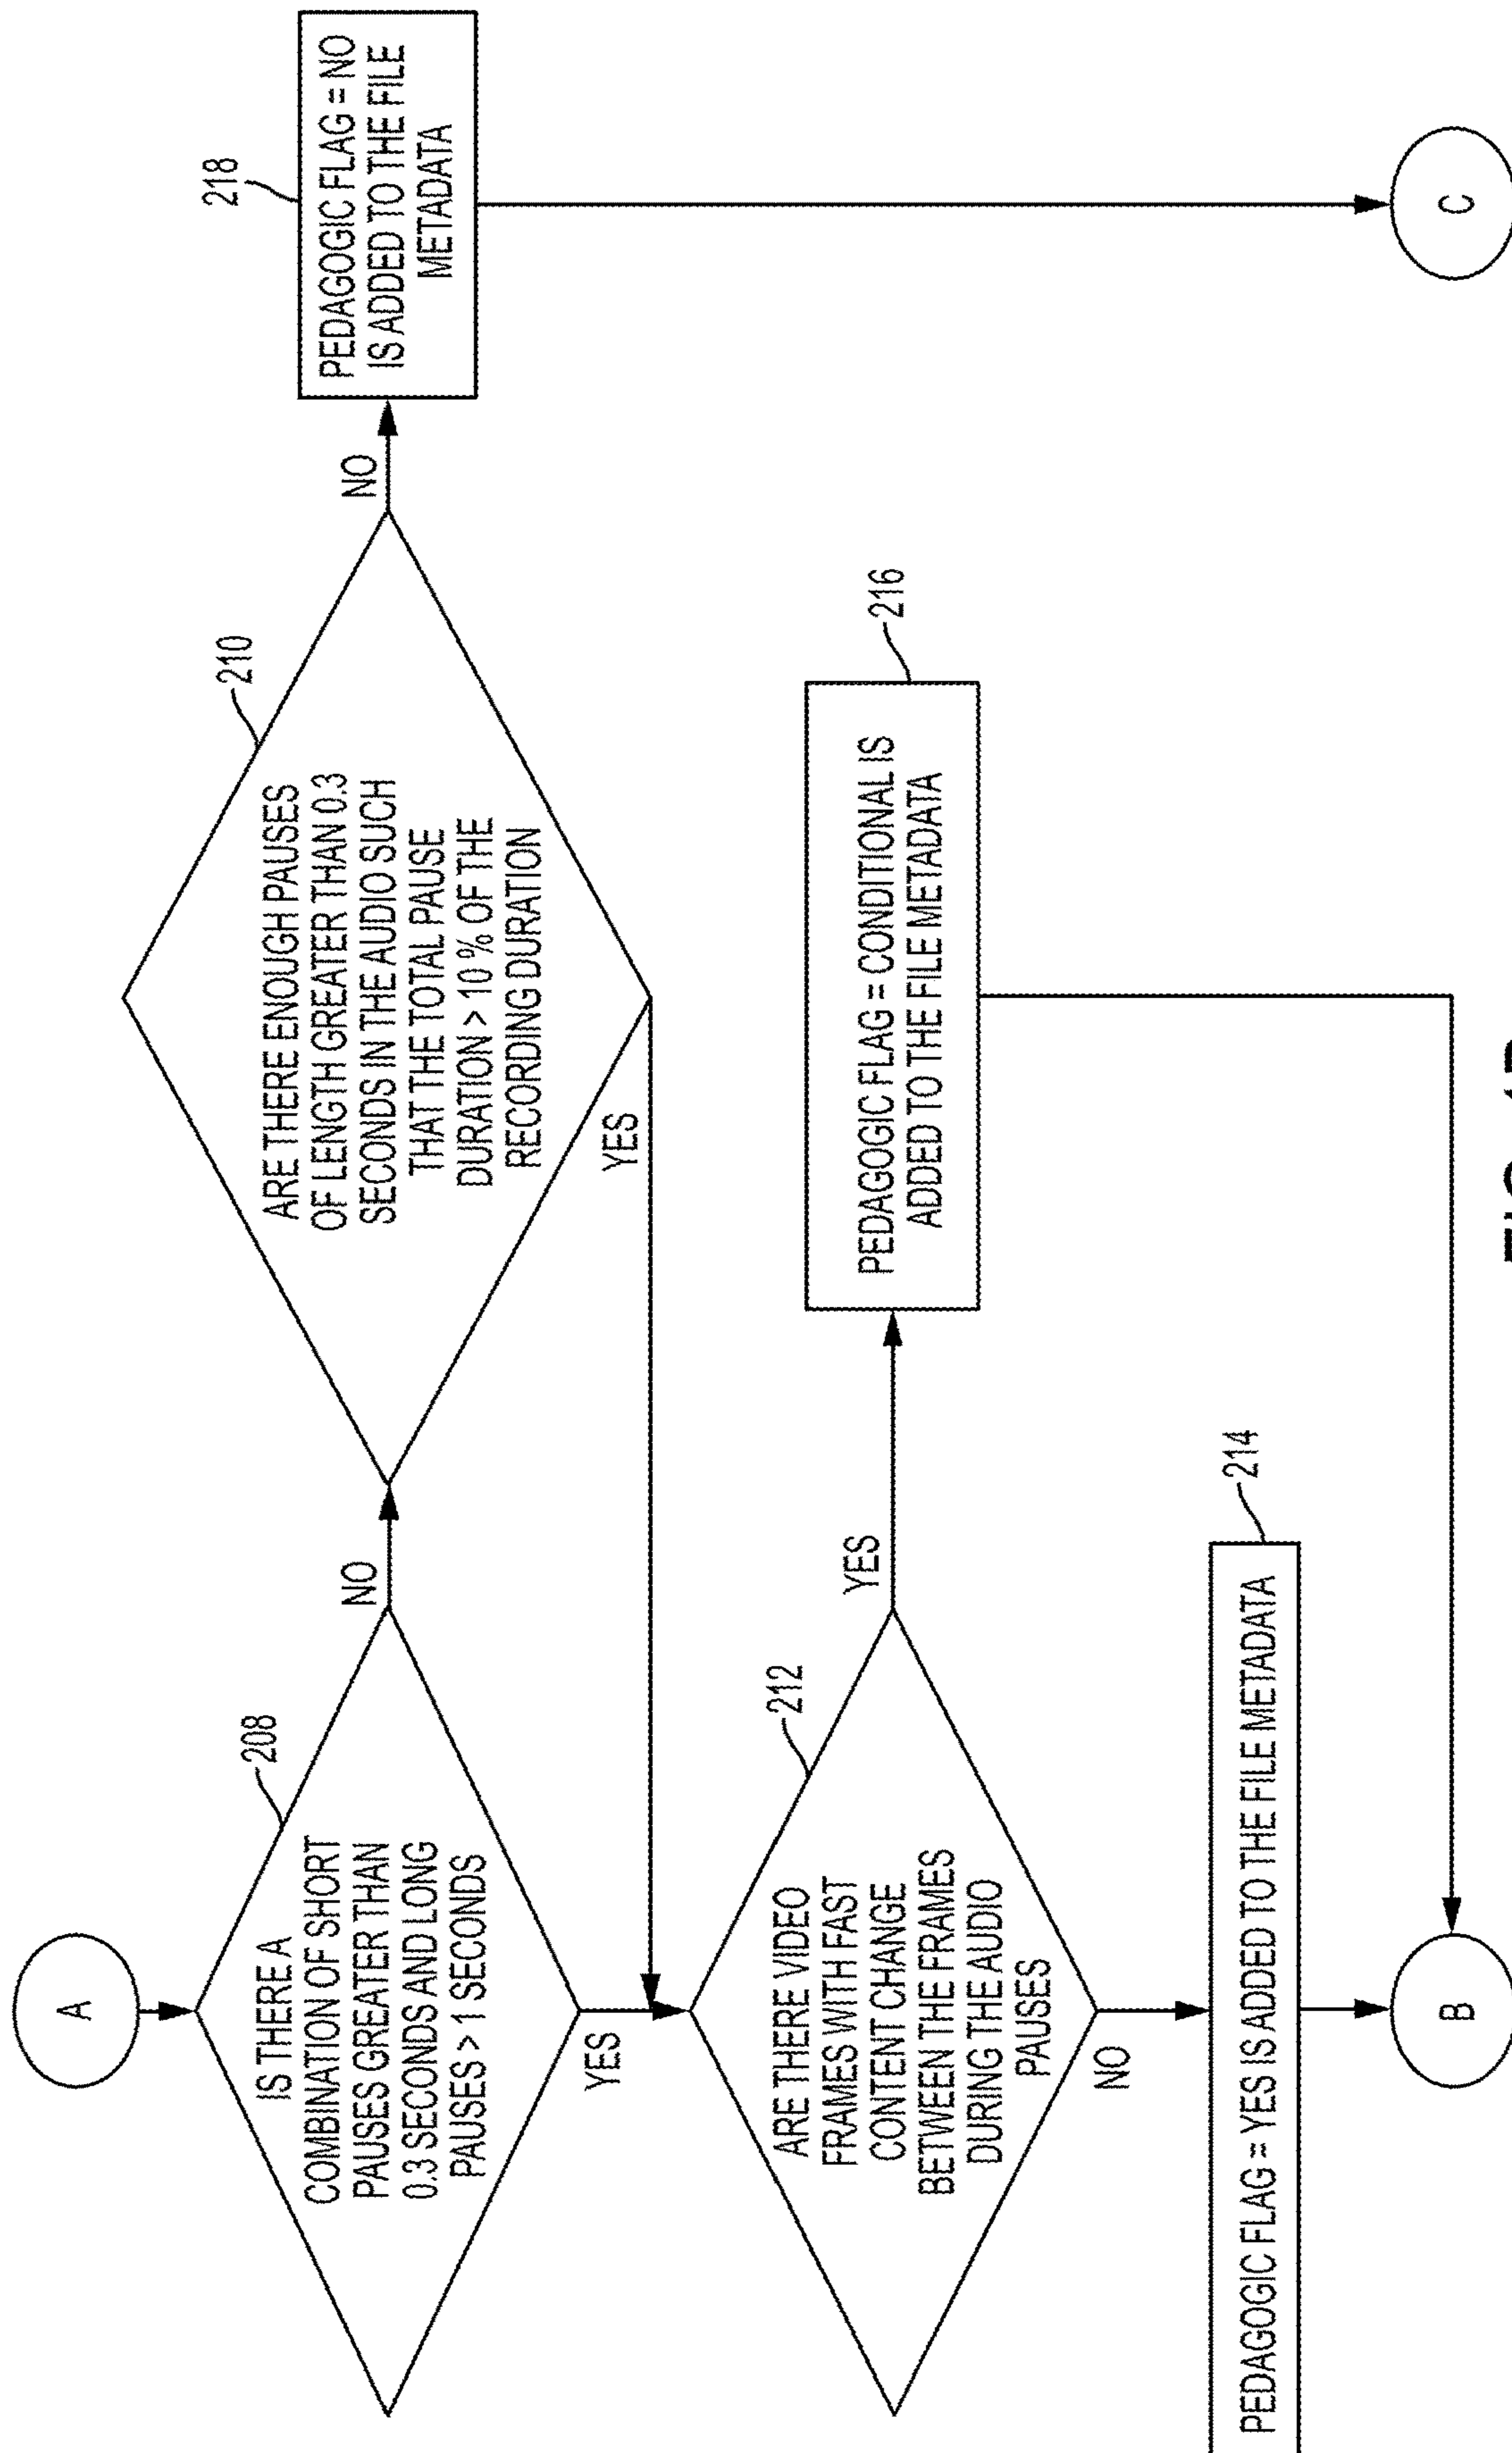 A
IS THERE A
COMBINATION OF SHORT
PAUSES GREATER THAN
0.3 SECONDS AND LONG
PAUSES > 1 SECONDS
208
NO
YES
ARE THERE ENOUGH PAUSES
OF LENGTH GREATER THAN 0.3
SECONDS IN THE AUDIO SUCH
THAT THE TOTAL PAUSE
DURATION > 10 % OF THE
RECORDING DURATION
210
NO
YES
PEDAGOGIC FLAG = NO
IS ADDED TO THE FILE
METADATA
218
ARE THERE VIDEO
FRAMES WITH FAST
CONTENT CHANGE
BETWEEN THE FRAMES
DURING THE AUDIO
PAUSES
212
YES
NO
PEDAGOGIC FLAG = CONDITIONAL IS
ADDED TO THE FILE METADATA
216
PEDAGOGIC FLAG = YES IS ADDED TO THE FILE METADATA
214
B
C